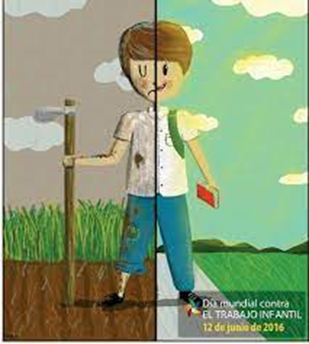 Día mundial contra
EL TRABAJO INFANTIL
12 de junio de 2016